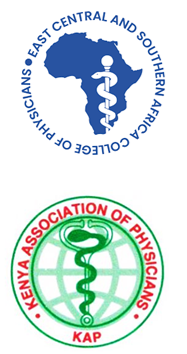 • EAST CENTRAL AND SOUTHERN AFRICA COLLEGE OF PHYSICIANS
• KENYA ASSOCIATION OF PHYSICIANS •
KAP